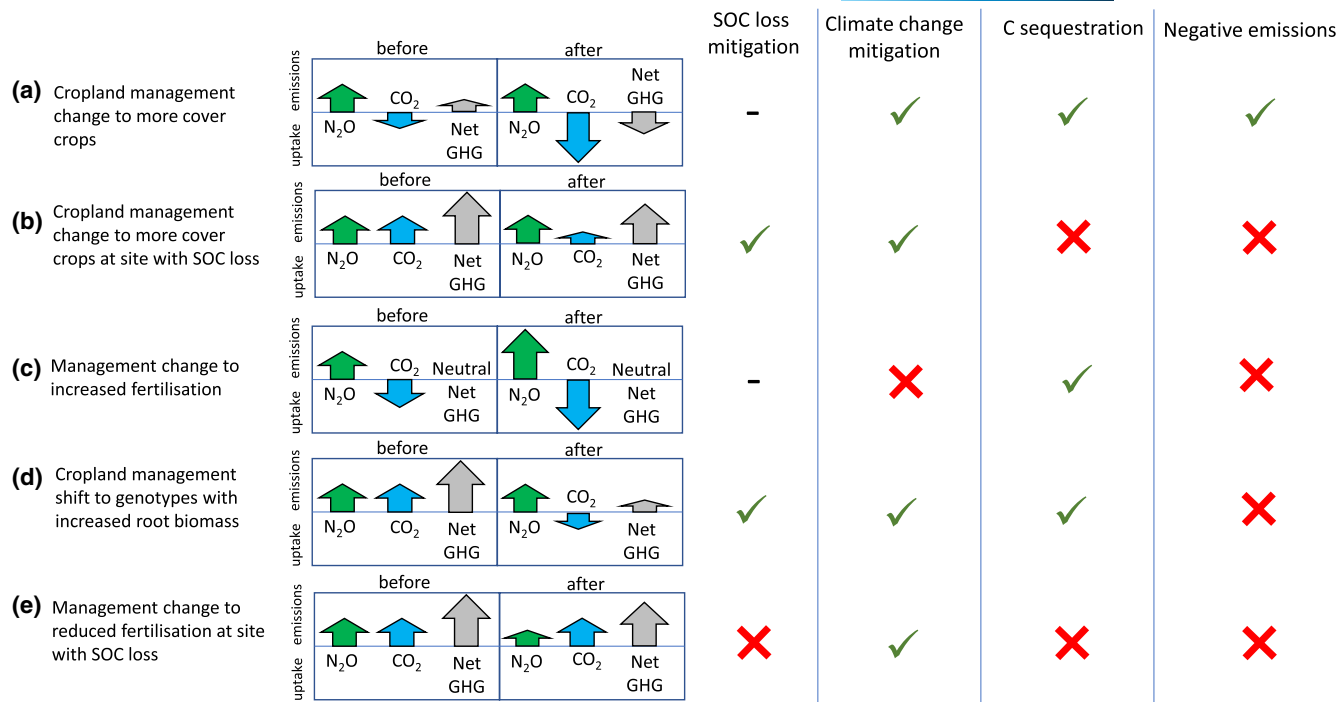 SOC loss
mitigation
Climate change
mitigation
C sequestration
Negative emissions
before
after
(a)
Cropland management
change to more cover
crops
emissions
uptake
N₂O
CO₂
Net
GHG
N₂O
CO₂
Net
GHG
-
before
after
(b)
Cropland management
change to more cover
crops at site with SOC loss
emissions
uptake
N₂O
CO₂
Net
GHG
N₂O
CO₂
Net
GHG
before
after
(c)
Management change to
increased fertilisation
emissions
uptake
N₂O
CO₂
Neutral
Net
GHG
N₂O
CO₂
Neutral
Net
GHG
-
before
after
(d)
Cropland management
shift to genotypes with
increased root biomass
emissions
uptake
N₂O
CO₂
Net
GHG
N₂O
CO₂
Net
GHG
before
after
(e)
Management change to
reduced fertilisation at site
with SOC loss
emissions
uptake
N₂O
CO₂
Net
GHG
N₂O
CO₂
Net
GHG